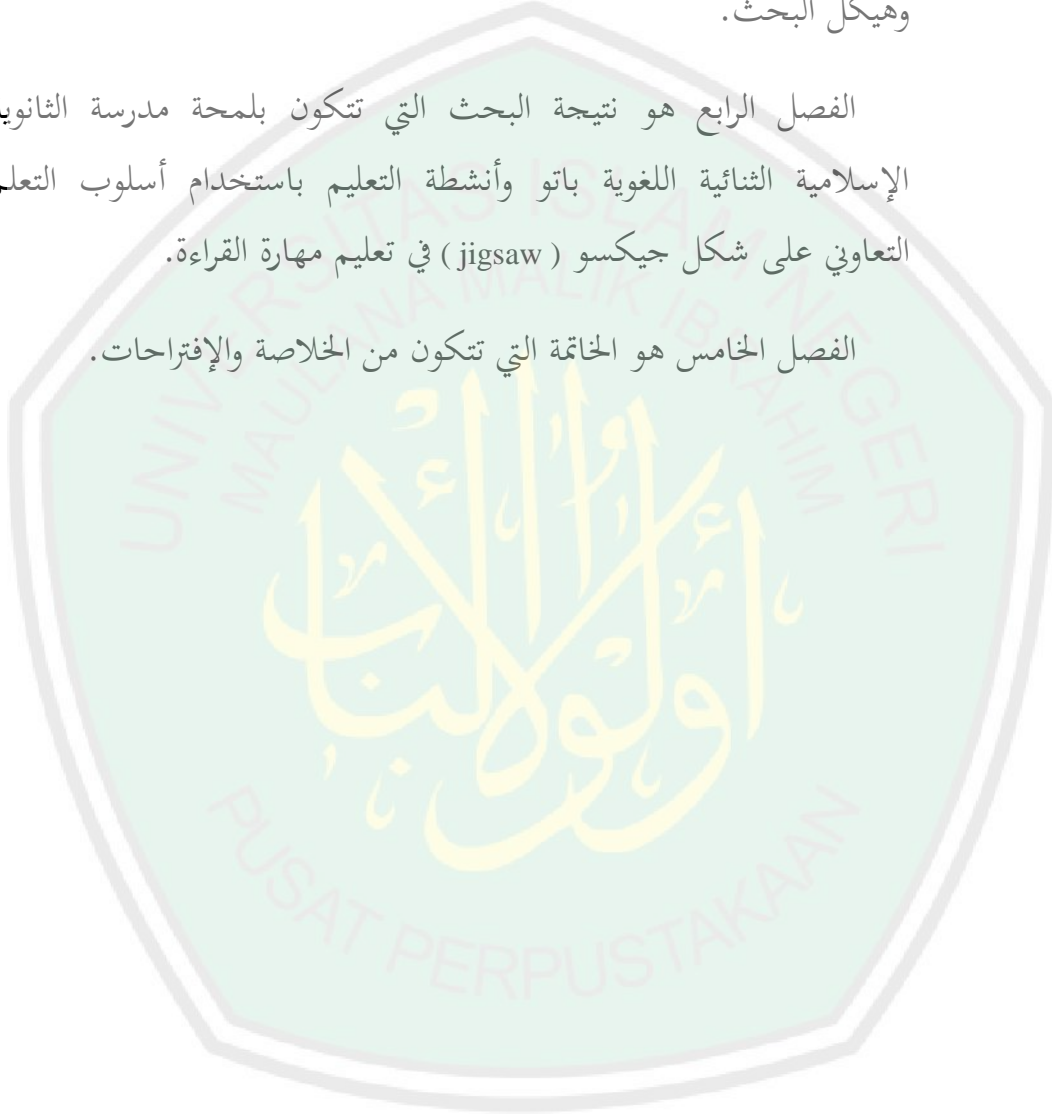 وهيكل البحث.
الفصل الرابع هو نتيجة البحث التي تتكون بلمحة مدرسة الثانوي
الإسلامية الثنائية اللغوية باتو وأنشطة التعليم باستخدام أسلوب التعلم
التعاوني على شكل جيكسو ( jigsaw ) في تعليم مهارة القراءة.
الفصل الخامس هو الخاتمة التي تتكون من الخلاصة والإفتراحات.
UNIVERSITAS ISLAM NEGERI
MAULANA MALIK IBRAHIM
أولوا الألباب
PUSAT PERPUSTAKAAN